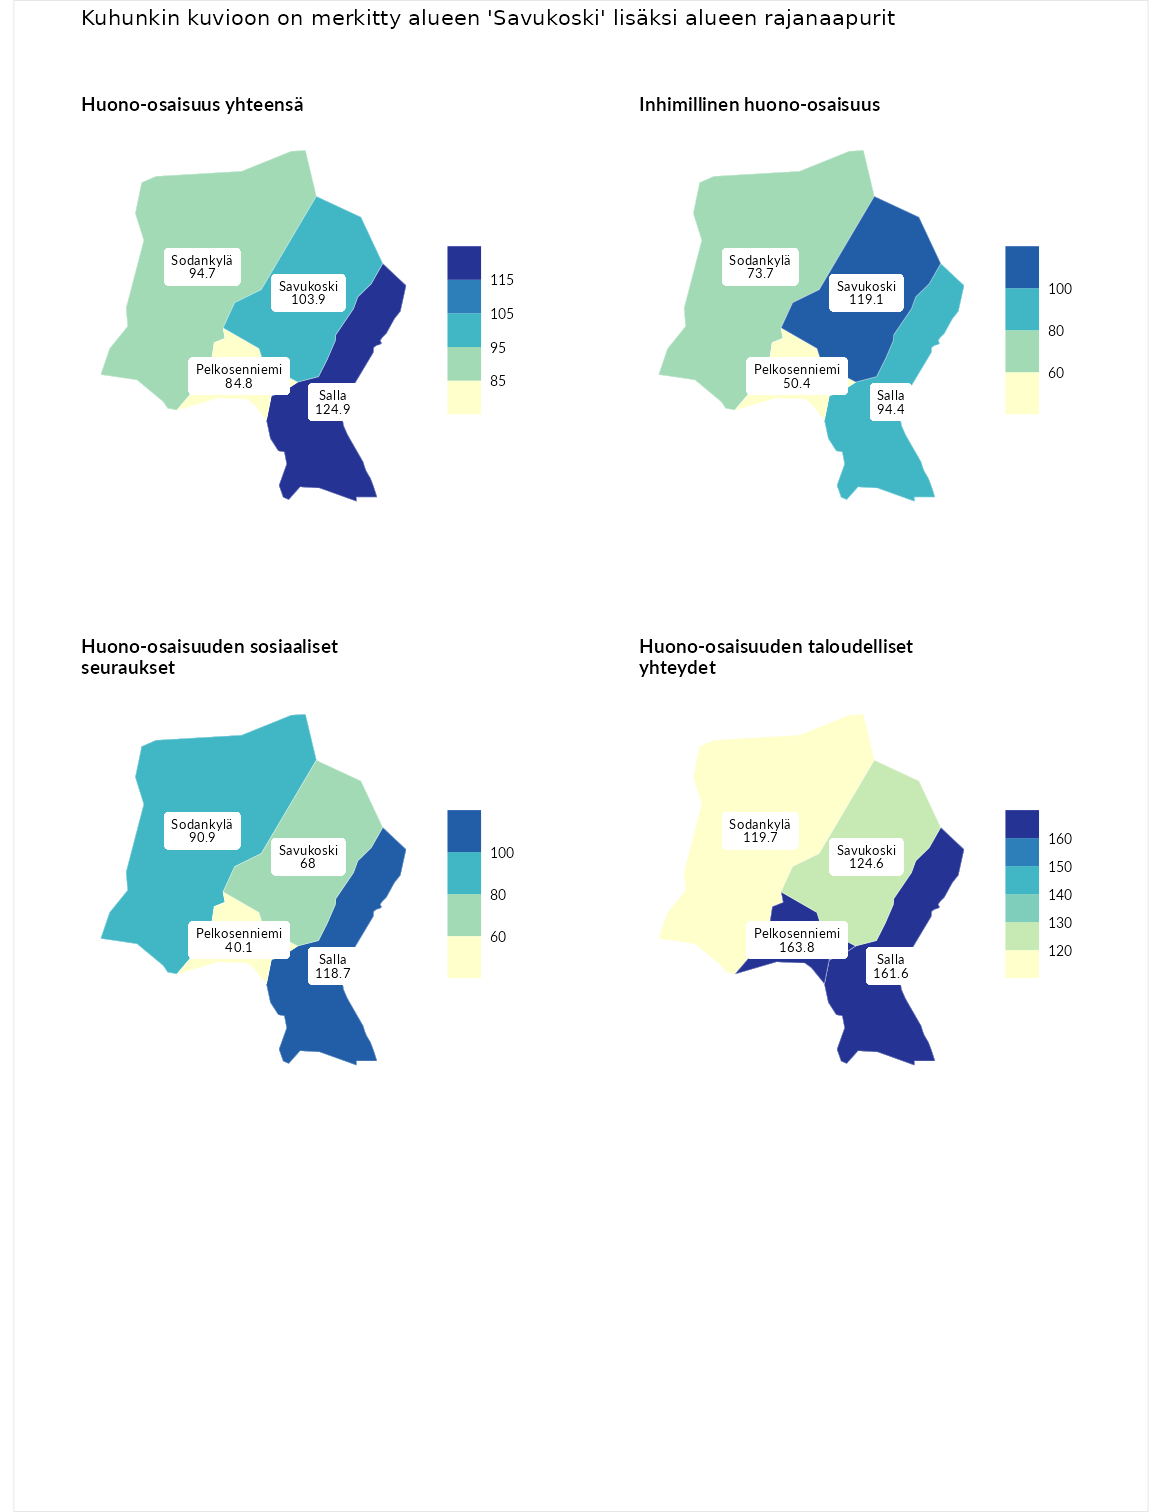 Kuhunkin kuvioon on merkitty alueen 'Savukoski' lisäksi alueen rajanaapurit
Huono-osaisuus yhteensä
Sodankylä
94.7
Savukoski
103.9
Pelkosenniemi
84.8
Salla
124.9
115
105
95
85
Inhimillinen huono-osaisuus
Sodankylä
73.7
Savukoski
119.1
Pelkosenniemi
50.4
Salla
94.4
100
80
60
Huono-osaisuuden sosiaaliset
seuraukset
Sodankylä
90.9
Savukoski
68
Pelkosenniemi
40.1
Salla
118.7
100
80
60
Huono-osaisuuden taloudelliset
yhteydet
Sodankylä
119.7
Savukoski
124.6
Pelkosenniemi
163.8
Salla
161.6
160
150
140
130
120